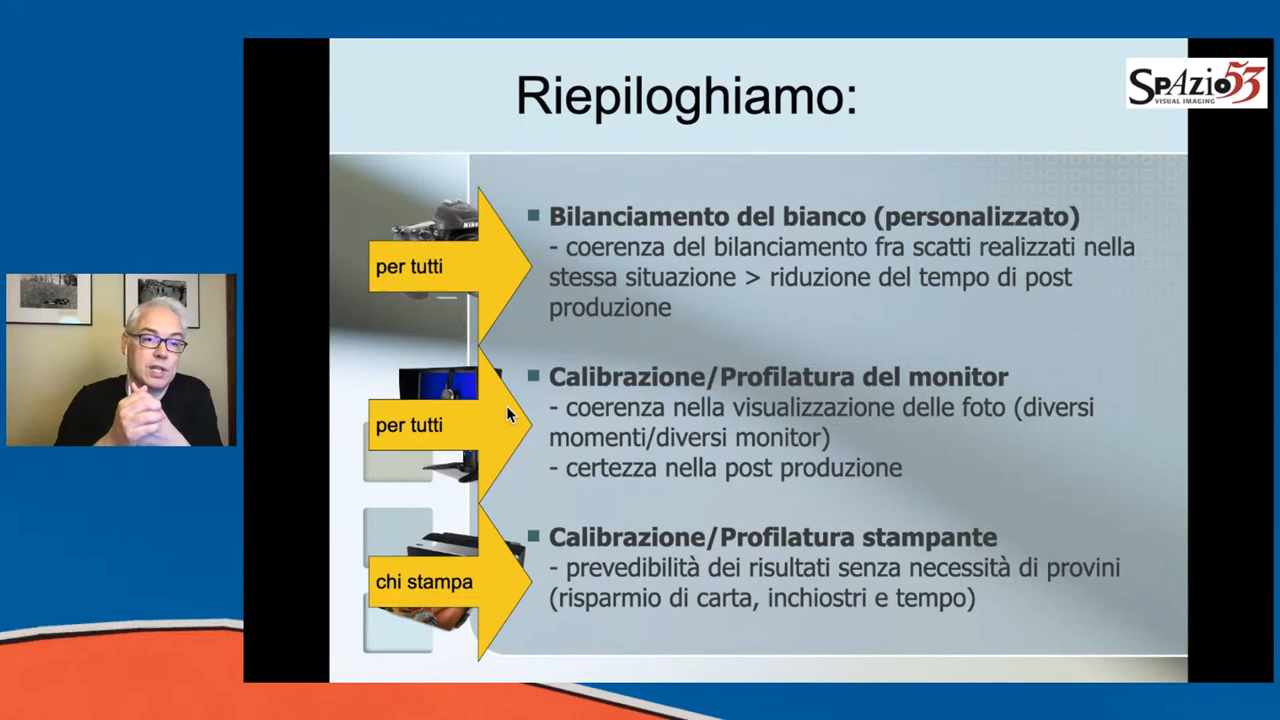 Riepiloghiamo:
SPAZIO53
VISUAL IMAGING
per tutti
Bilanciamento del bianco (personalizzato)
- coerenza del bilanciamento fra scatti realizzati nella
stessa situazione > riduzione del tempo di post
produzione
per tutti
Calibrazione/Profilatura del monitor
- coerenza nella visualizzazione delle foto (diversi
momenti/diversi monitor)
- certezza nella post produzione
chi stampa
Calibrazione/Profilatura stampante
- prevedibilità dei risultati senza necessità di provini
(risparmio di carta, inchiostri e tempo)